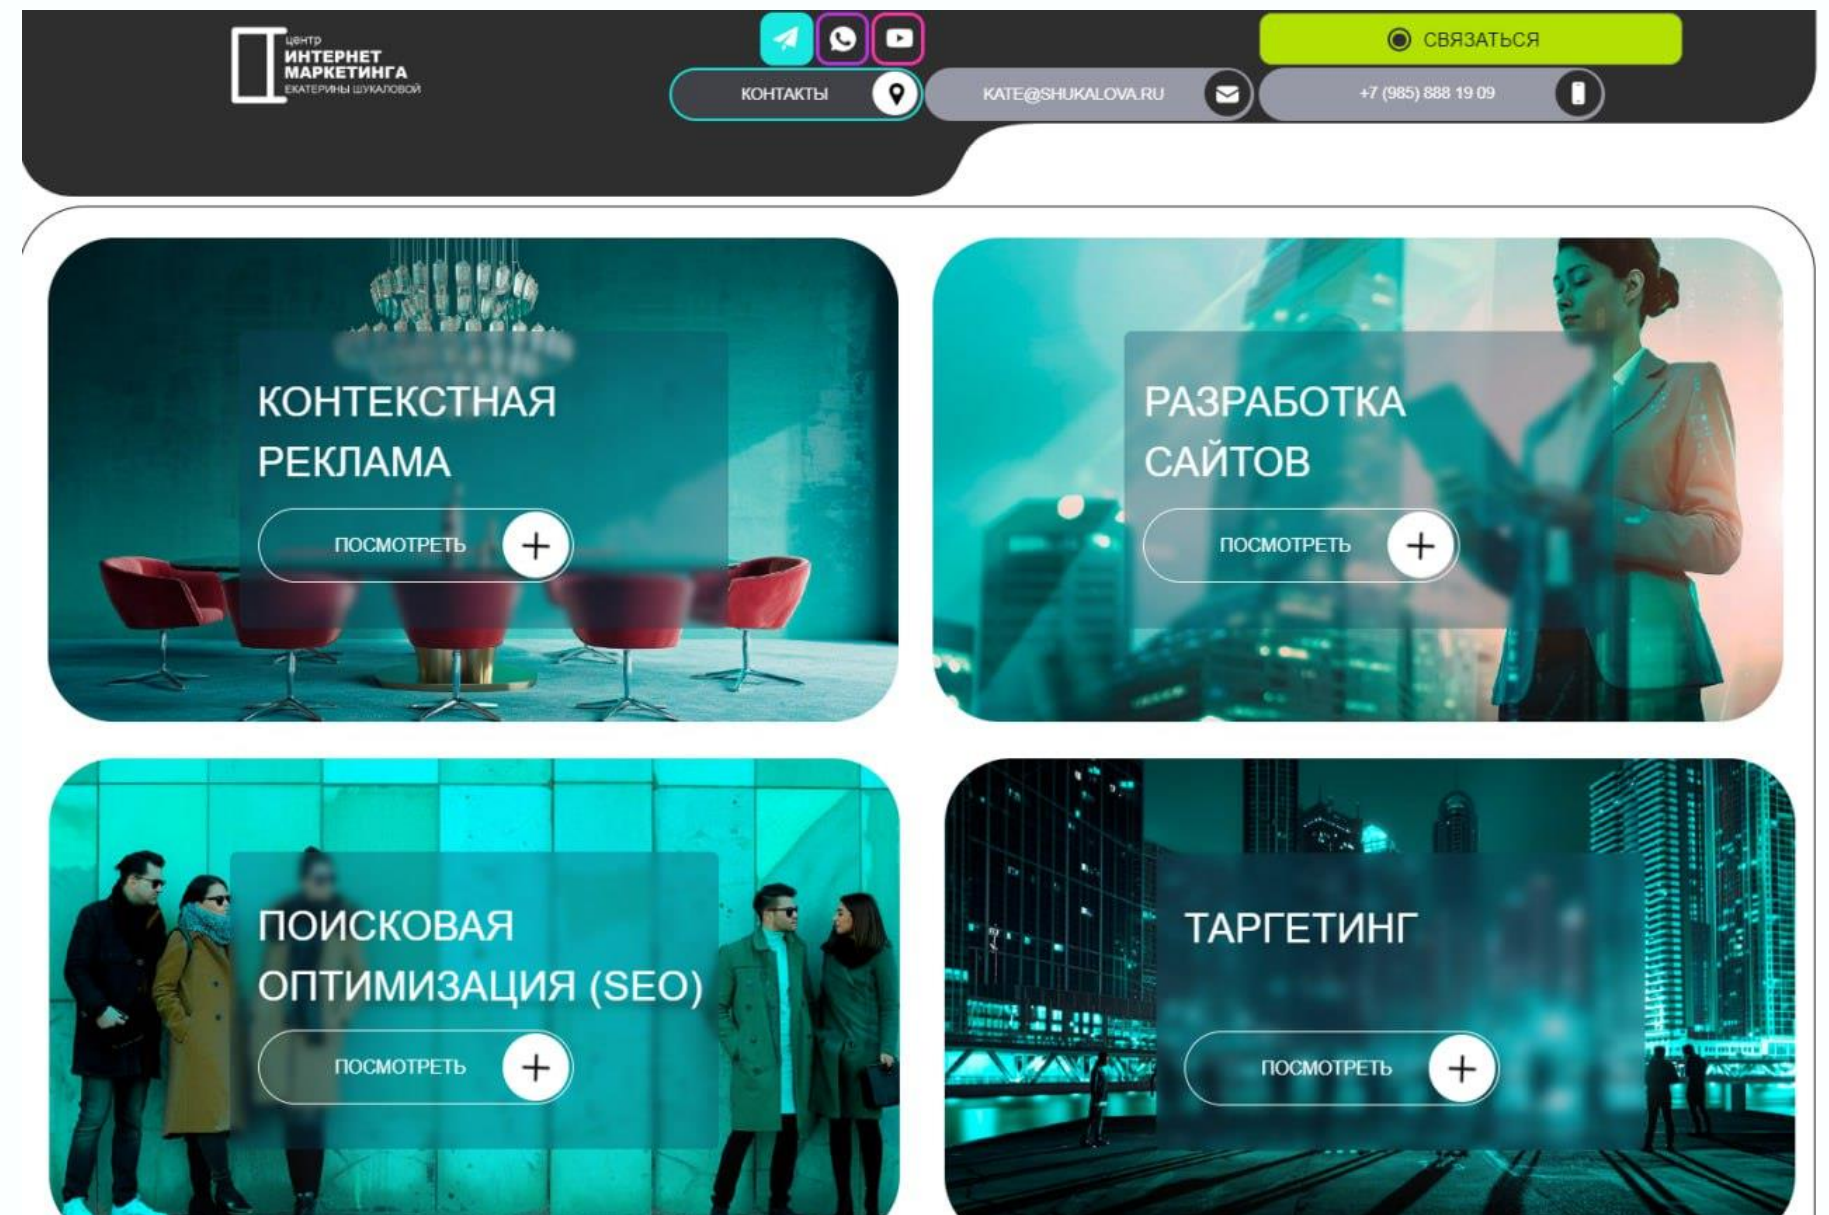 центр
ИНТЕРНЕТ
МАРКЕТИНГА
ЕКАТЕРИНЫ ШУКАЛОВОЙ
СВЯЗАТЬСЯ
КОНТАКТЫ
KATE@SHUKALOVA.RU
+7 (985) 888 19 09
КОНТЕКСТНАЯ
РЕКЛАМА
ПОСМОТРЕТЬ
РАЗРАБОТКА
САЙТОВ
ПОСМОТРЕТЬ
ПОИСКОВАЯ
ОПТИМИЗАЦИЯ (SEO)
ПОСМОТРЕТЬ
ТАРГЕТИНГ
ПОСМОТРЕТЬ